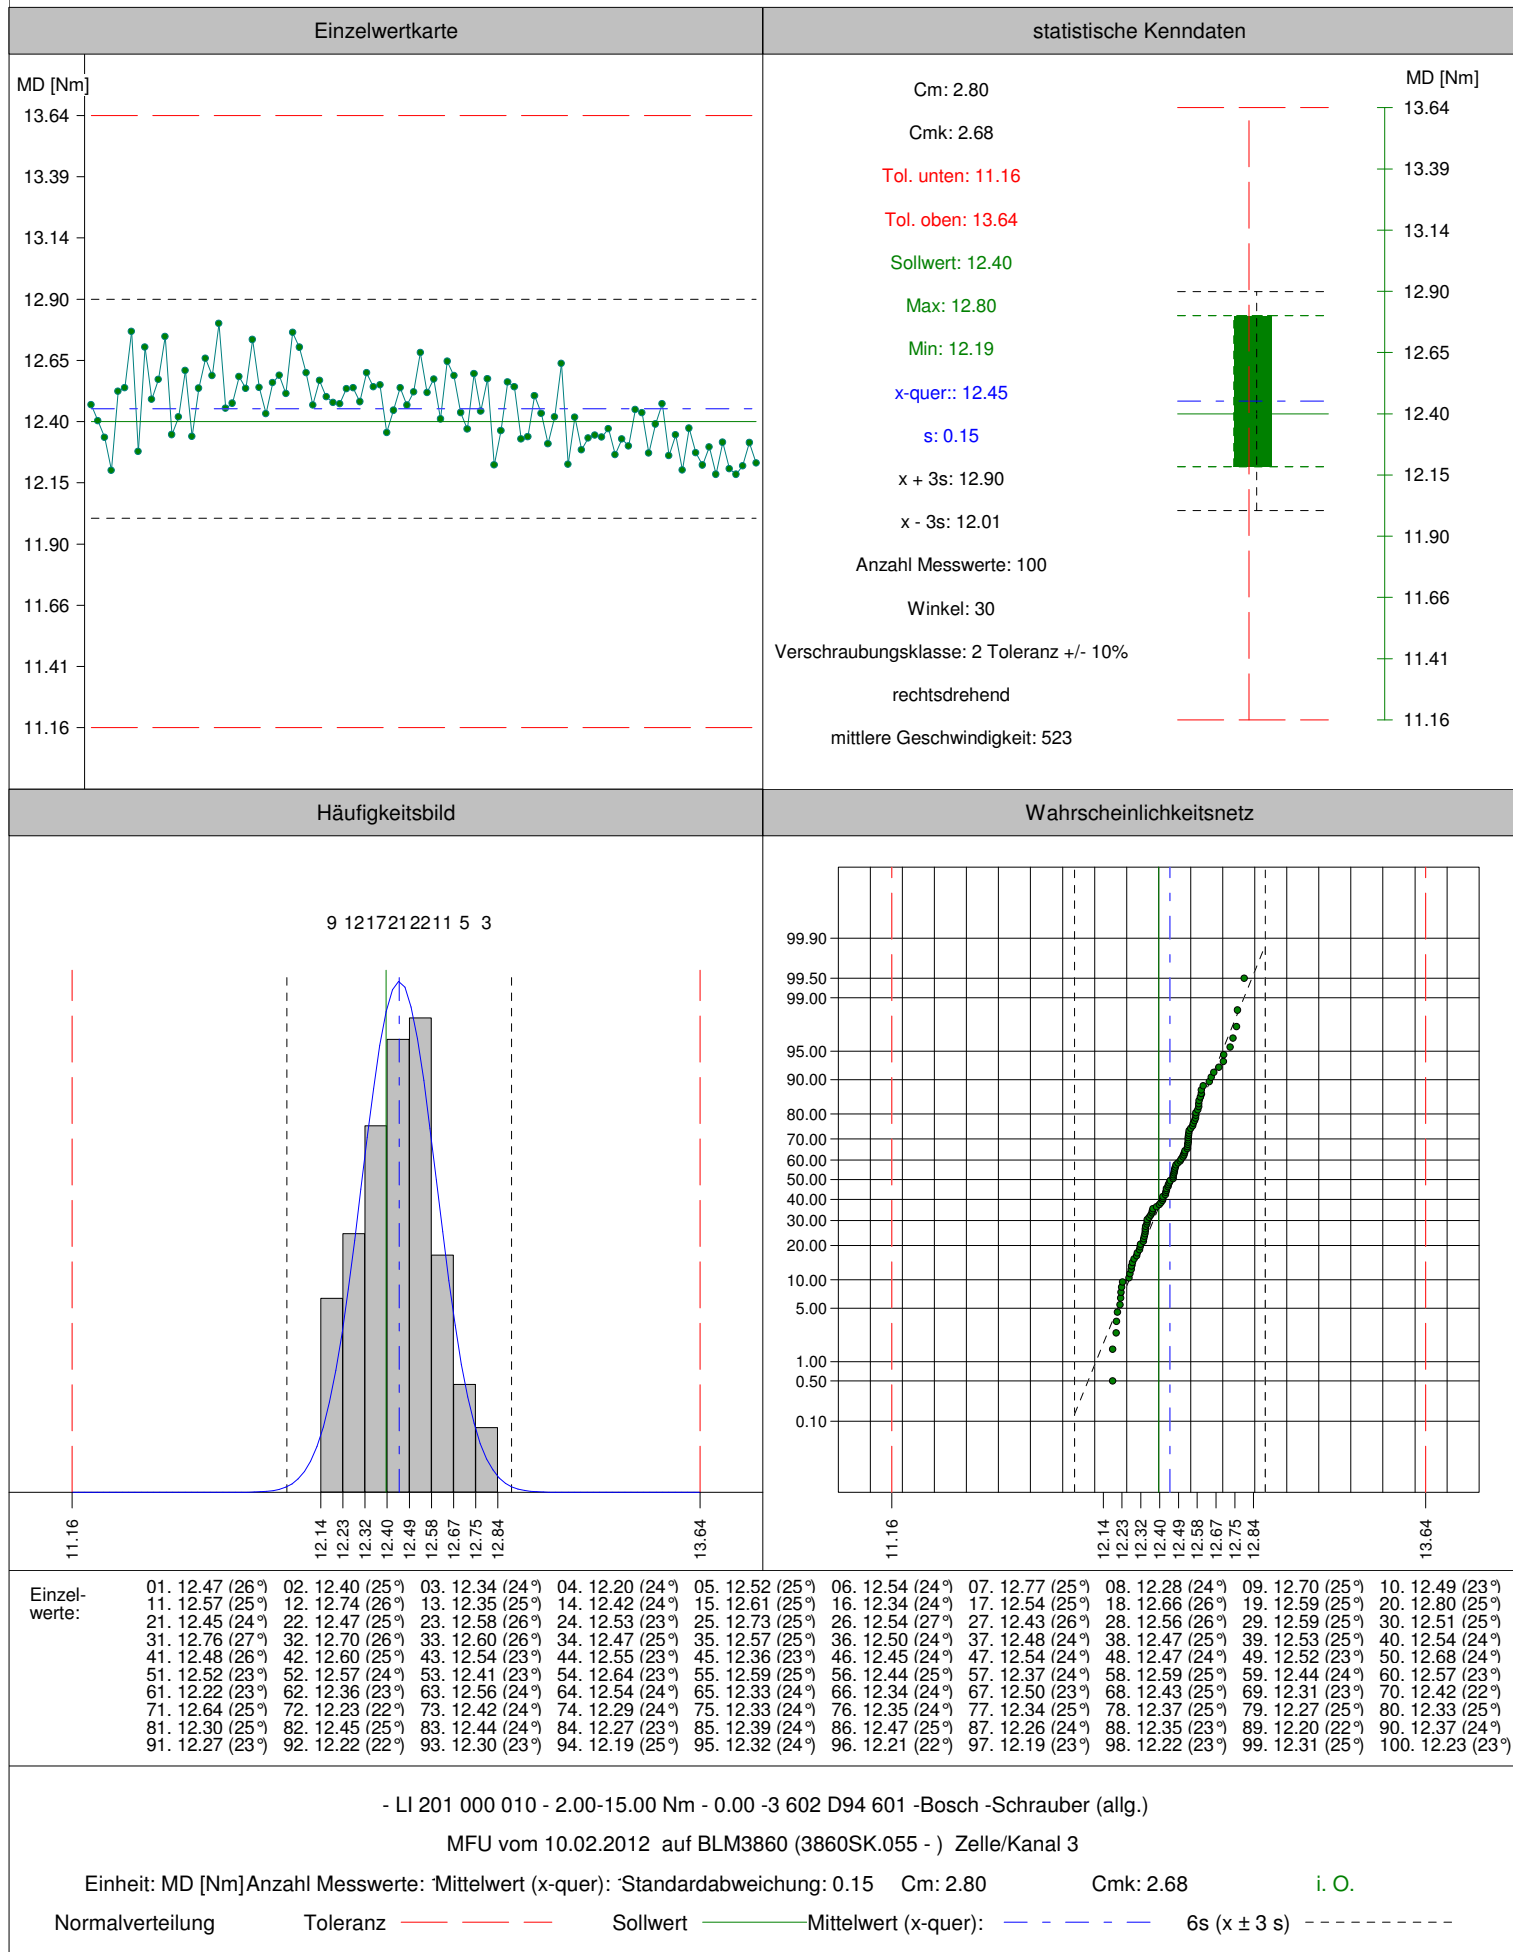 Einzelwertkarte
statistische Kenndaten
MD [Nm]
13.64
13.39
13.14
12.90
12.65
12.40
12.15
11.90
11.66
11.41
11.16
Cm: 2.80
Cmk: 2.68
Tol. unten: 11.16
Tol. oben: 13.64
Sollwert: 12.40
Max: 12.80
Min: 12.19
x-quer:: 12.45
s: 0.15
x + 3s: 12.90
x - 3s: 12.01
Anzahl Messwerte: 100
Winkel: 30
Verschraubungsklasse: 2 Toleranz +/- 10%
rechtsdrehend
mittlere Geschwindigkeit: 523
MD [Nm]
13.64
13.39
13.14
12.90
12.65
12.40
12.15
11.90
11.66
11.41
11.16
Häufigkeitsbild
Wahrscheinlichkeitsnetz
9 12 17 21 22 11 5 3
11.16 12.14 12.23 12.32 12.40 12.49 12.58 12.67 12.75 12.84 13.64
99.90
99.50
99.00
95.00
90.00
80.00
70.00
60.00
50.00
40.00
30.00
20.00
10.00
5.00
1.00
0.50
0.10
11.16 12.14 12.23 12.32 12.40 12.49 12.58 12.67 12.75 12.84 13.64
Einzel-
werte:
01. 12.47 (26°) 02. 12.40 (25°) 03. 12.34 (24°) 04. 12.20 (24°) 05. 12.52 (25°) 06. 12.54 (24°) 07. 12.77 (25°) 08. 12.28 (24°) 09. 12.70 (25°) 10. 12.49 (23°)
11. 12.57 (25°) 12. 12.74 (26°) 13. 12.35 (25°) 14. 12.42 (24°) 15. 12.61 (25°) 16. 12.34 (24°) 17. 12.54 (25°) 18. 12.66 (26°) 19. 12.59 (25°) 20. 12.80 (25°)
21. 12.45 (24°) 22. 12.47 (25°) 23. 12.58 (26°) 24. 12.53 (23°) 25. 12.73 (25°) 26. 12.54 (27°) 27. 12.43 (26°) 28. 12.56 (26°) 29. 12.59 (25°) 30. 12.51 (25°)
31. 12.76 (27°) 32. 12.70 (26°) 33. 12.60 (26°) 34. 12.47 (25°) 35. 12.57 (25°) 36. 12.50 (24°) 37. 12.48 (24°) 38. 12.47 (25°) 39. 12.53 (25°) 40. 12.54 (24°)
41. 12.48 (26°) 42. 12.60 (25°) 43. 12.54 (23°) 44. 12.55 (23°) 45. 12.36 (23°) 46. 12.45 (24°) 47. 12.54 (24°) 48. 12.47 (24°) 49. 12.52 (23°) 50. 12.68 (24°)
51. 12.52 (23°) 52. 12.57 (24°) 53. 12.41 (23°) 54. 12.64 (23°) 55. 12.59 (25°) 56. 12.44 (25°) 57. 12.37 (24°) 58. 12.59 (25°) 59. 12.44 (24°) 60. 12.57 (23°)
61. 12.22 (23°) 62. 12.36 (23°) 63. 12.56 (24°) 64. 12.54 (24°) 65. 12.33 (24°) 66. 12.34 (24°) 67. 12.50 (23°) 68. 12.43 (25°) 69. 12.31 (23°) 70. 12.42 (22°)
71. 12.64 (25°) 72. 12.23 (22°) 73. 12.42 (24°) 74. 12.29 (24°) 75. 12.33 (24°) 76. 12.35 (24°) 77. 12.34 (25°) 78. 12.37 (25°) 79. 12.27 (25°) 80. 12.33 (25°)
81. 12.30 (25°) 82. 12.45 (25°) 83. 12.44 (24°) 84. 12.27 (23°) 85. 12.39 (24°) 86. 12.47 (25°) 87. 12.26 (24°) 88. 12.35 (23°) 89. 12.20 (22°) 90. 12.37 (24°)
91. 12.27 (23°) 92. 12.22 (22°) 93. 12.30 (23°) 94. 12.19 (25°) 95. 12.32 (24°) 96. 12.21 (22°) 97. 12.19 (23°) 98. 12.22 (23°) 99. 12.31 (25°) 100. 12.23 (23°)
- LI 201 000 010 - 2.00-15.00 Nm - 0.00 -3 602 D94 601 -Bosch -Schrauber (allg.)
MFU vom 10.02.2012 auf BLM3860 (3860SK.055 - ) Zelle/Kanal 3
Einheit: MD [Nm] Anzahl Messwerte: Mittelwert (x-quer): Standardabweichung: 0.15 Cm: 2.80 Cmk: 2.68 i. O.
Normalverteilung Toleranz Sollwert Mittelwert (x-quer): 6s (x ± 3 s)